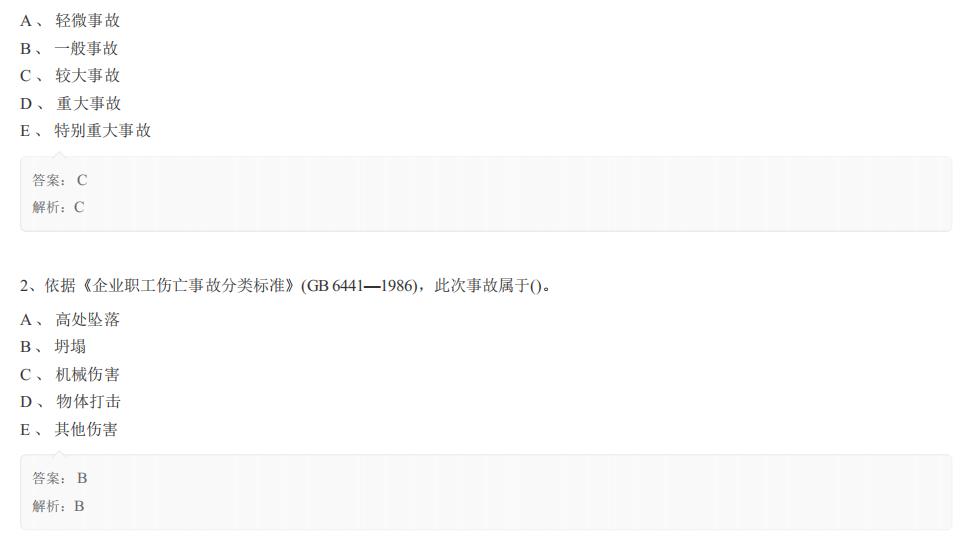 A 、 轻微事故
B 、 一般事故
C 、 较大事故
D 、 重大事故
E 、 特别重大事故
答案： C
解析：C
2、依据《企业职工伤亡事故分类标准》(GB 6441—1986)，此次事故属于()。
A 、 高处坠落
B 、 坍塌
C 、 机械伤害
D 、 物体打击
E 、 其他伤害
答案： B
解析：B